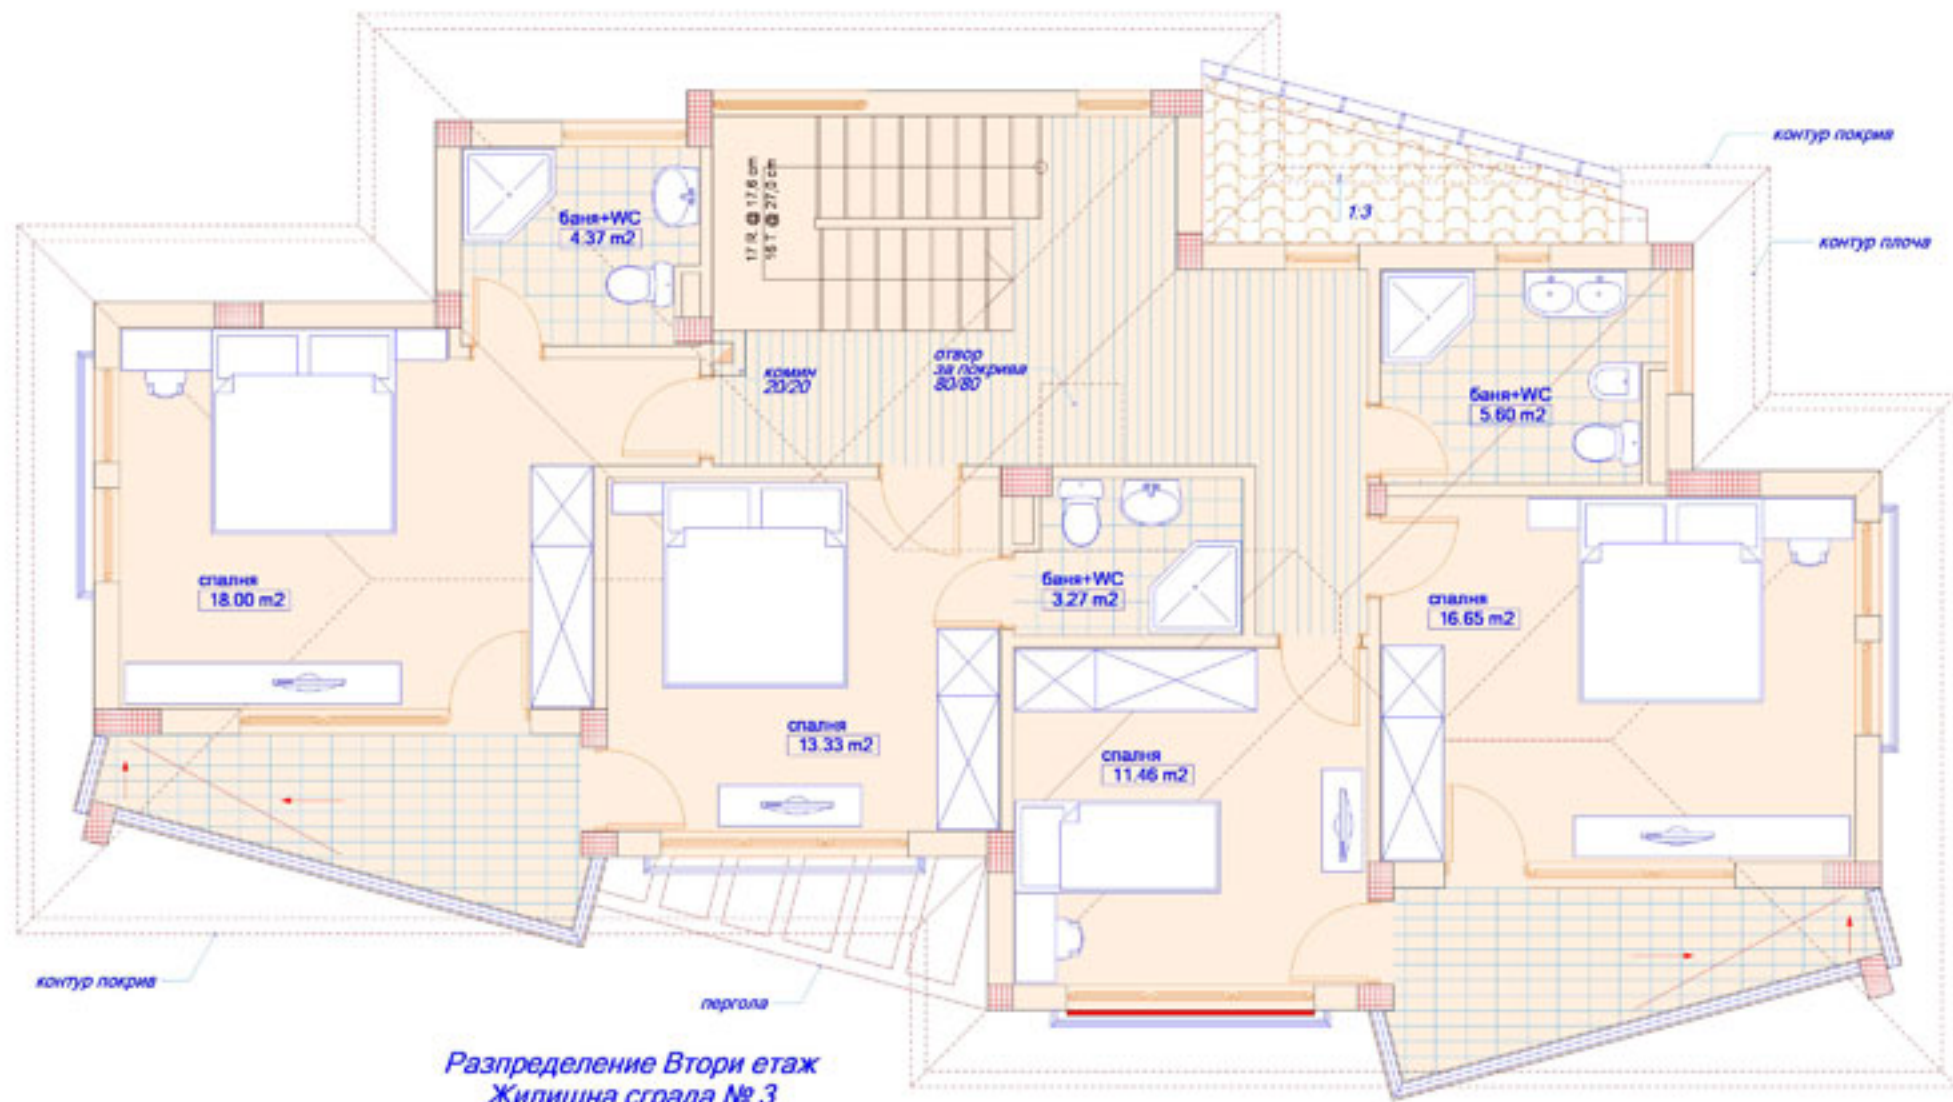 контур покрив
17 R @ 17,6 cm
16 T @ 27,0 cm
баня+WC
4.37 m2
1:3
контур плоча
комин
20/20
отвор
за покрива
80/80
баня+WC
5.60 m2
спалня
18.00 m2
баня+WC
3.27 m2
спалня
16.65 m2
спалня
13.33 m2
спалня
11.46 m2
контур покрив
пергола
Разпределение Втори етаж
Жилищна сграда № 3